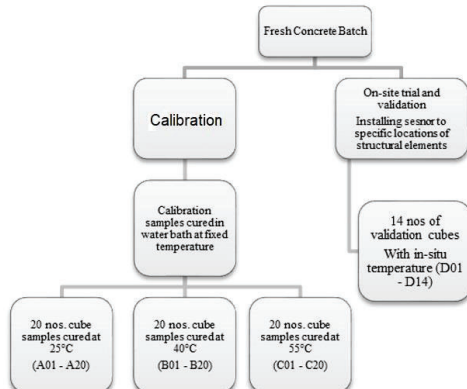 Fresh Concrete Batch
Calibration
On-site trial and
validation
Installing sesnor to
specific locations of
structural elements
Calibration
samples cured in
water bath at fixed
temperature
14 nos of
validation cubes
With in-situ
temperature (D01
- D14)
20 nos. cube
samples cured at
25°C
(A01 - A20)
20 nos. cube
samples cured at
40°C
(B01 - B20)
20 nos. cube
samples cured at
55°C
(C01 - C20)